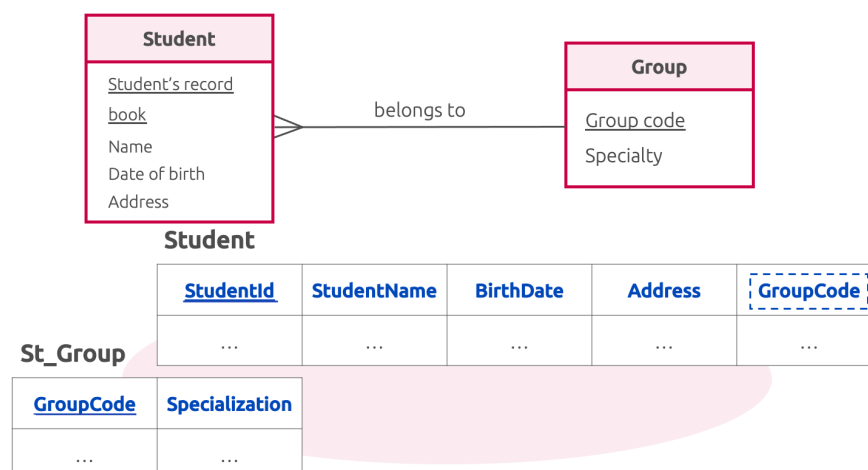 Student
Student's record
book
Name
Date of birth
Address
belongs to
Group
Group code
Specialty
Student
StudentId StudentName BirthDate Address GroupCode
... ... ... ... ...
St_Group
GroupCode Specialization
... ...